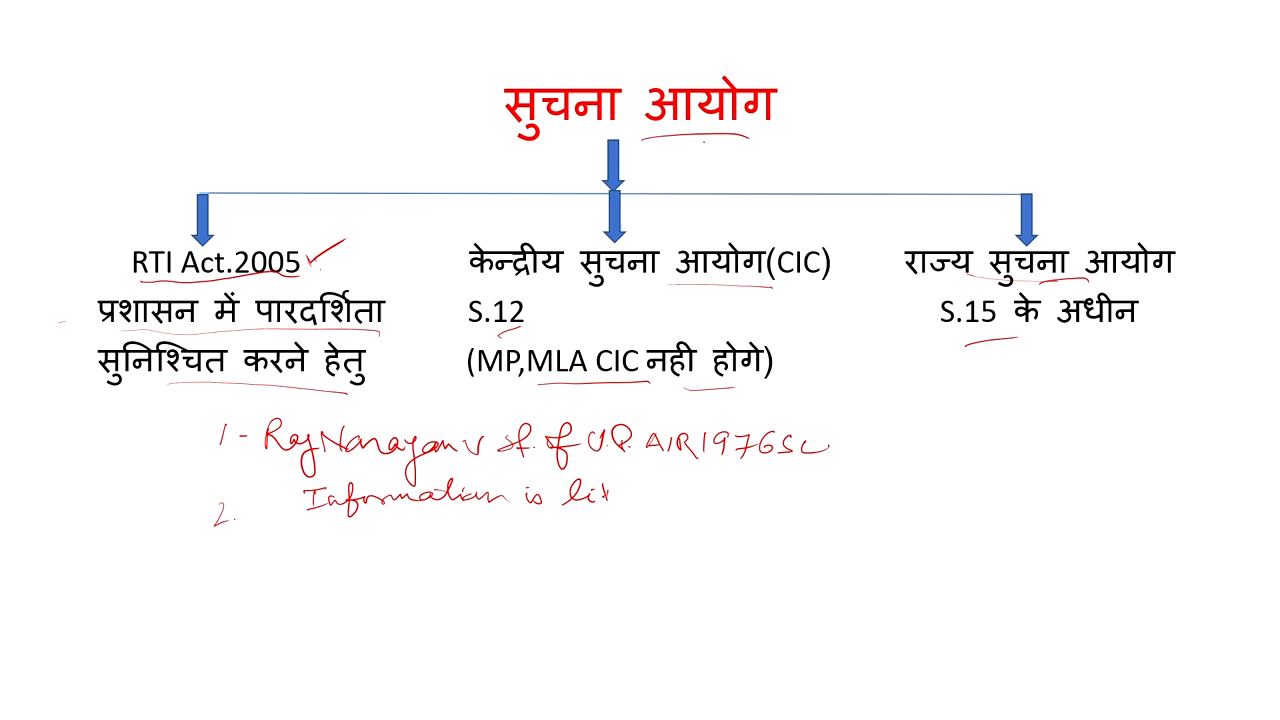 सुचना आयोग
RTI Act.2005
प्रशासन में पारदर्शिता
सुनिश्चित करने हेतु
केन्द्रीय सुचना आयोग(CIC)
S.12
(MP,MLA CIC नही होगे)
राज्य सुचना आयोग
S.15 के अधीन
1- Raj Narayan v St. of U.P. AIR 1976 SC
Information is
2.